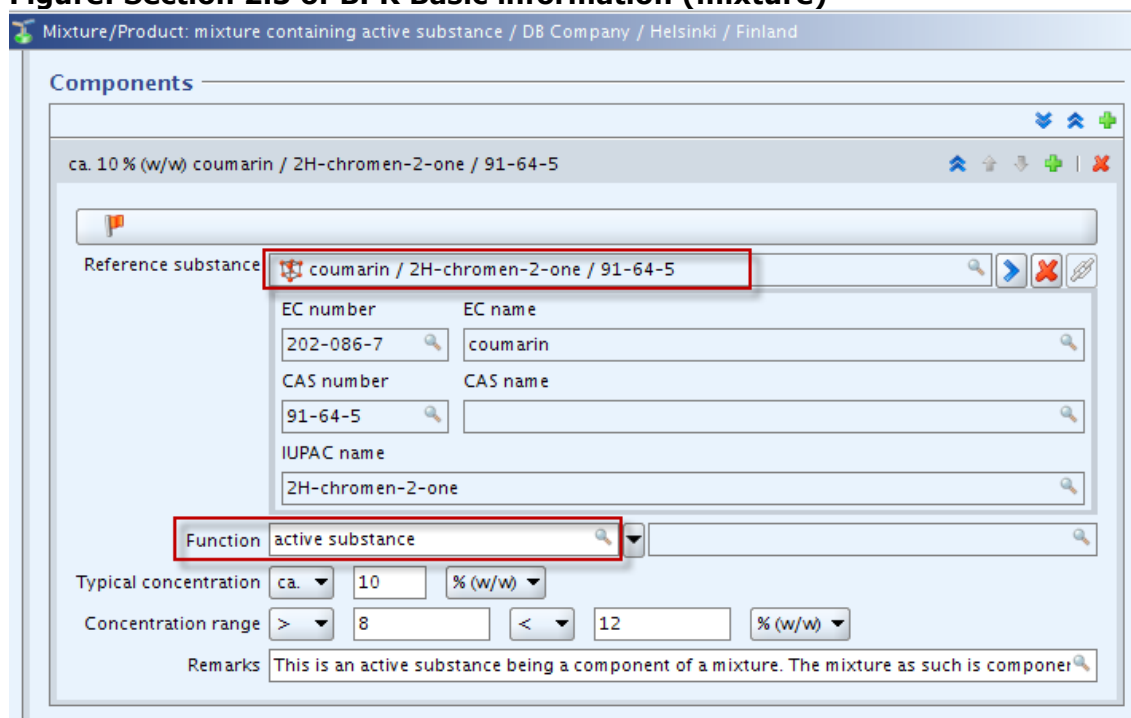 Figure: Section 2.3 of BPR Basic information (mixture)
Mixture/Product: mixture containing active substance / DB Company / Helsinki / Finland
Components
ca. 10 % (w/w) coumarin / 2H-chromen-2-one / 91-64-5
Reference substance coumarin / 2H-chromen-2-one / 91-64-5
EC number EC name
202-086-7 coumarin
CAS number CAS name
91-64-5
IUPAC name
2H-chromen-2-one
Function active substance
Typical concentration ca. 10 % (w/w)
Concentration range > 8 < 12 % (w/w)
Remarks This is an active substance being a component of a mixture. The mixture as such is componer